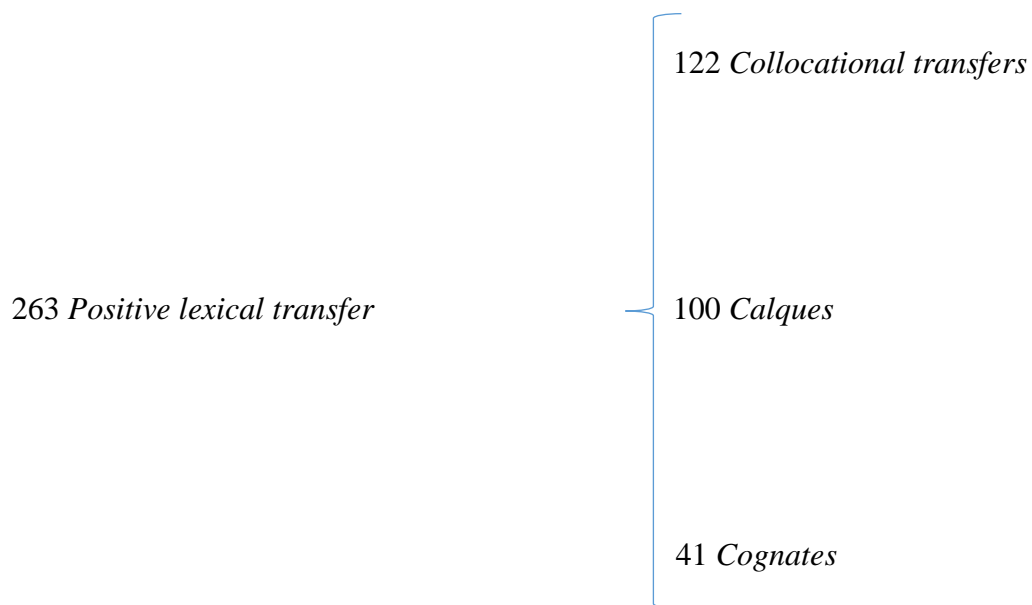 122 Collocational transfers
263 Positive lexical transfer
100 Calques
41 Cognates